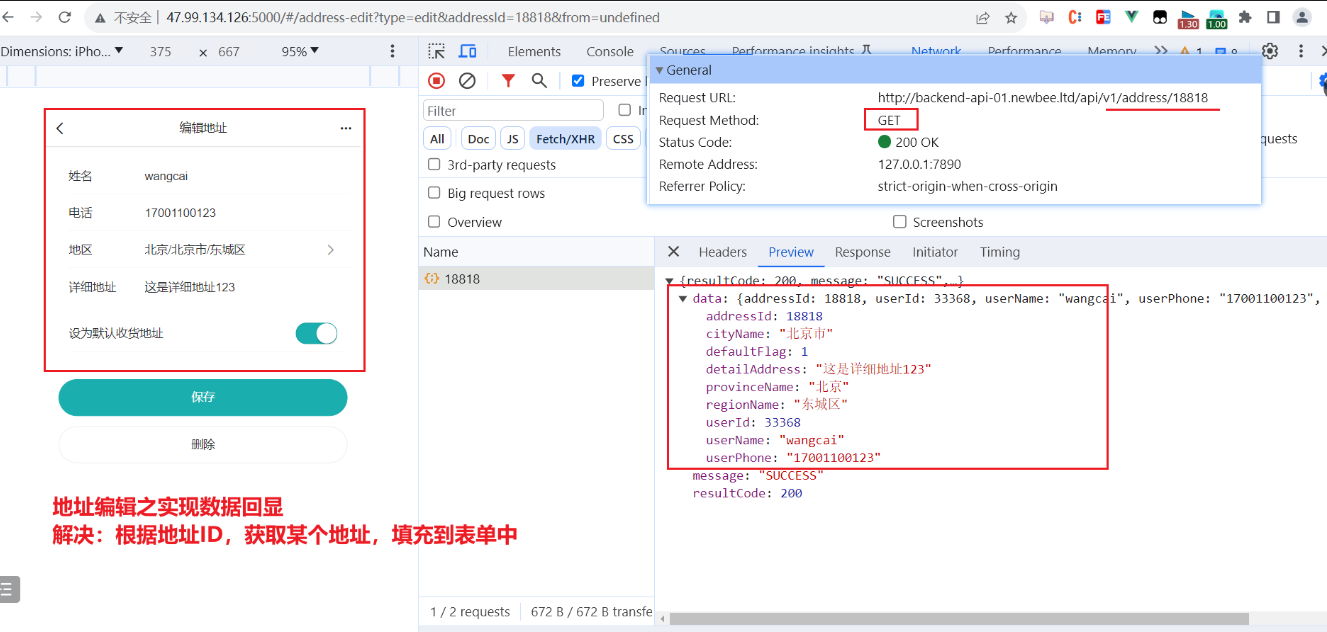 不安全 | 47.99.134.126:5000/#/address-edit?type=edit&addressId=18818&from=undefined
1.30 1.00
Dimensions: iPho... 375 × 667 95%
Elements Console Sources Performance insights Network Performance Memory 1 8
Preserve
General
Request URL: http://backend-api-01.newbee.ltd/api/v1/address/18818
Request Method: GET
Status Code: 200 OK
Remote Address: 127.0.0.1:7890
Referrer Policy: strict-origin-when-cross-origin
Filter
All Doc JS Fetch/XHR CSS quests
3rd-party requests
Big request rows
Overview Screenshots
编辑地址 ...
姓名 wangcai
电话 17001100123
地区 北京/北京市/东城区
详细地址 这是详细地址123
设为默认收货地址
保存
删除
地址编辑之实现数据回显
解决：根据地址ID，获取某个地址，填充到表单中
Name
18818
Headers Preview Response Initiator Timing
{resultCode: 200, message: "SUCCESS",…}
data: {addressId: 18818, userId: 33368, userName: "wangcai", userPhone: "17001100123",
addressId: 18818
cityName: "北京市"
defaultFlag: 1
detailAddress: "这是详细地址123"
provinceName: "北京"
regionName: "东城区"
userId: 33368
userName: "wangcai"
userPhone: "17001100123"
message: "SUCCESS"
resultCode: 200
1 / 2 requests 672 B / 672 B transfe